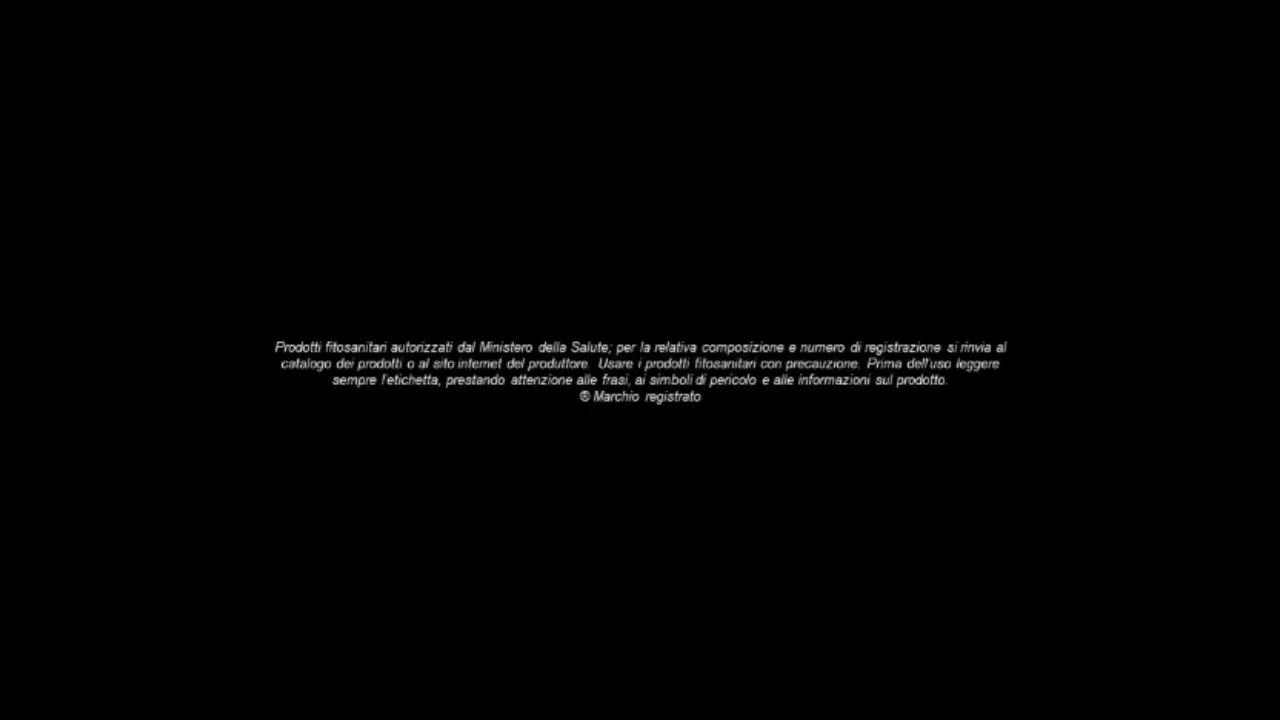 Prodotti fitosanitari autorizzati dal Ministero della Salute; per la relativa composizione e numero di registrazione si rinvia al
catalogo dei prodotti o al sito internet del produttore. Usare i prodotti fitosanitari con precauzione. Prima dell'uso leggere
sempre l'etichetta, prestando attenzione alle frasi, ai simboli di pericolo e alle informazioni sul prodotto.
® Marchio registrato